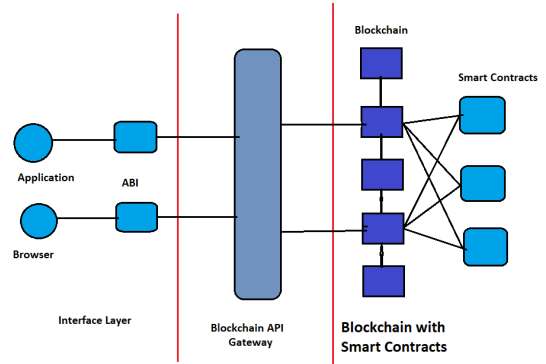 Blockchain
Smart Contracts
Application
ABI
Browser
Interface Layer
Blockchain API
Gateway
Blockchain with
Smart Contracts